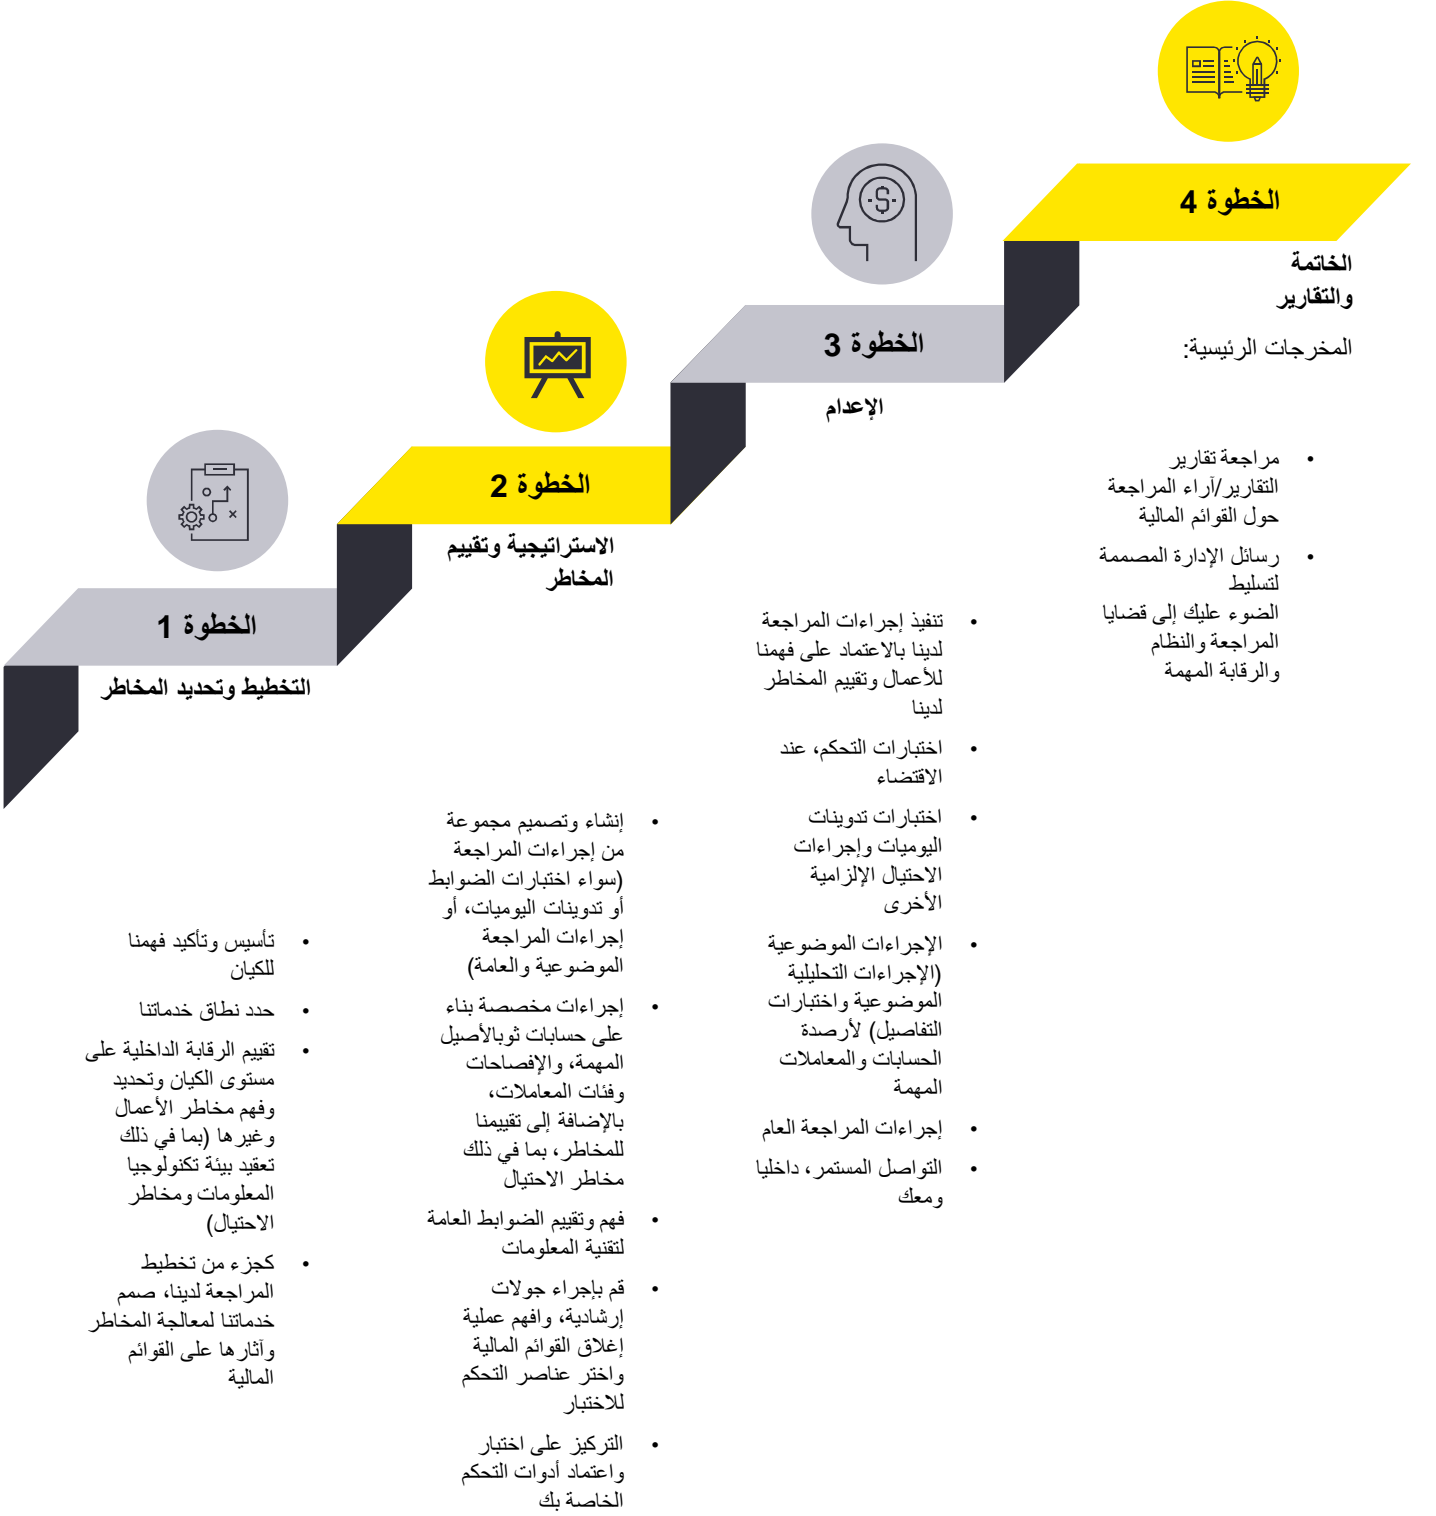 الخطوة 1
التخطيط وتحديد المخاطر
• تأسيس وتأكيد فهمنا
للكيان
• حدد نطاق خدماتنا
• تقييم الرقابة الداخلية على
مستوى الكيان وتحديد
وفهم مخاطر الأعمال
وغيرها (بما في ذلك
تعقيد بيئة تكنولوجيا
المعلومات ومخاطر
الاحتيال)
• كجزء من تخطيط
المراجعة لدينا، صمم
خدماتنا لمعالجة المخاطر
وآثارها على القوائم
المالية
الخطوة 2
الاستراتيجية وتقييم
المخاطر
• إنشاء وتصميم مجموعة
من إجراءات المراجعة
(سواء اختبارات الضوابط
أو تدوينات اليوميات، أو
إجراءات المراجعة
الموضوعية والعامة)
• إجراءات مخصصة بناء
على حسابات ثوبالأصيل
المهمة، والإفصاحات
وفئات المعاملات،
بالإضافة إلى تقييمنا
للمخاطر، بما في ذلك
مخاطر الاحتيال
• فهم وتقييم الضوابط العامة
لتقنية المعلومات
• قم بإجراء جولات
إرشادية، وافهم عملية
إغلاق القوائم المالية
واختر عناصر التحكم
للاختبار
• التركيز على اختبار
واعتماد أدوات التحكم
الخاصة بك
الخطوة 3
الإعدام
• تنفيذ إجراءات المراجعة
لدينا بالاعتماد على فهمنا
للأعمال وتقييم المخاطر
لدينا
• اختبارات التحكم، عند
الاقتضاء
• اختبارات تدوينات
اليوميات وإجراءات
الاحتيال الإلزامية
الأخرى
• الإجراءات الموضوعية
(الإجراءات التحليلية
الموضوعية واختبارات
التفاصيل) لأرصدة
الحسابات والمعاملات
المهمة
• إجراءات المراجعة العام
• التواصل المستمر، داخليا
ومعك
الخطوة 4
الخاتمة
والتقارير
المخرجات الرئيسية:
• مراجعة تقارير
التقارير/آراء المراجعة
حول القوائم المالية
• رسائل الإدارة المصممة
لتسليط
الضوء عليك إلى قضايا
المراجعة والنظام
والرقابة المهمة